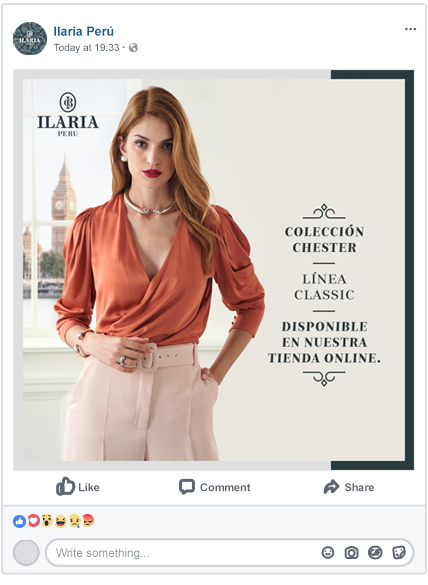 Ilaria Perú
Today at 19:33
ILARIA
ILARIA
PERU
COLECCIÓN
CHESTER
LÍNEA
CLASSIC
DISPONIBLE
EN NUESTRA
TIENDA ONLINE.
Like
Comment
Share
Write something...